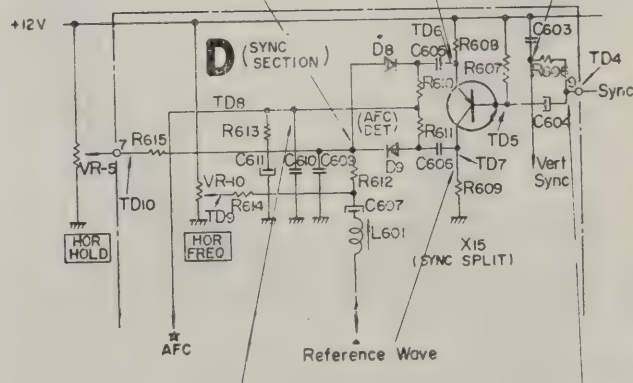 +12V
D (SYNC SECTION)
D8
TD6
C605
R608
C603
R607
R606
TD4
9
Sync
TD8
R610
(AFC) DET
TD5
C604
R613
R611
7
R615
C611
C610
C609
D9
C606
TD7
Vert Sync
VR-5
VR-10
R612
R609
TD10
TD9
R614
C607
HOR HOLD
HOR FREQ
L601
X15
(SYNC SPLIT)
AFC
Reference Wave